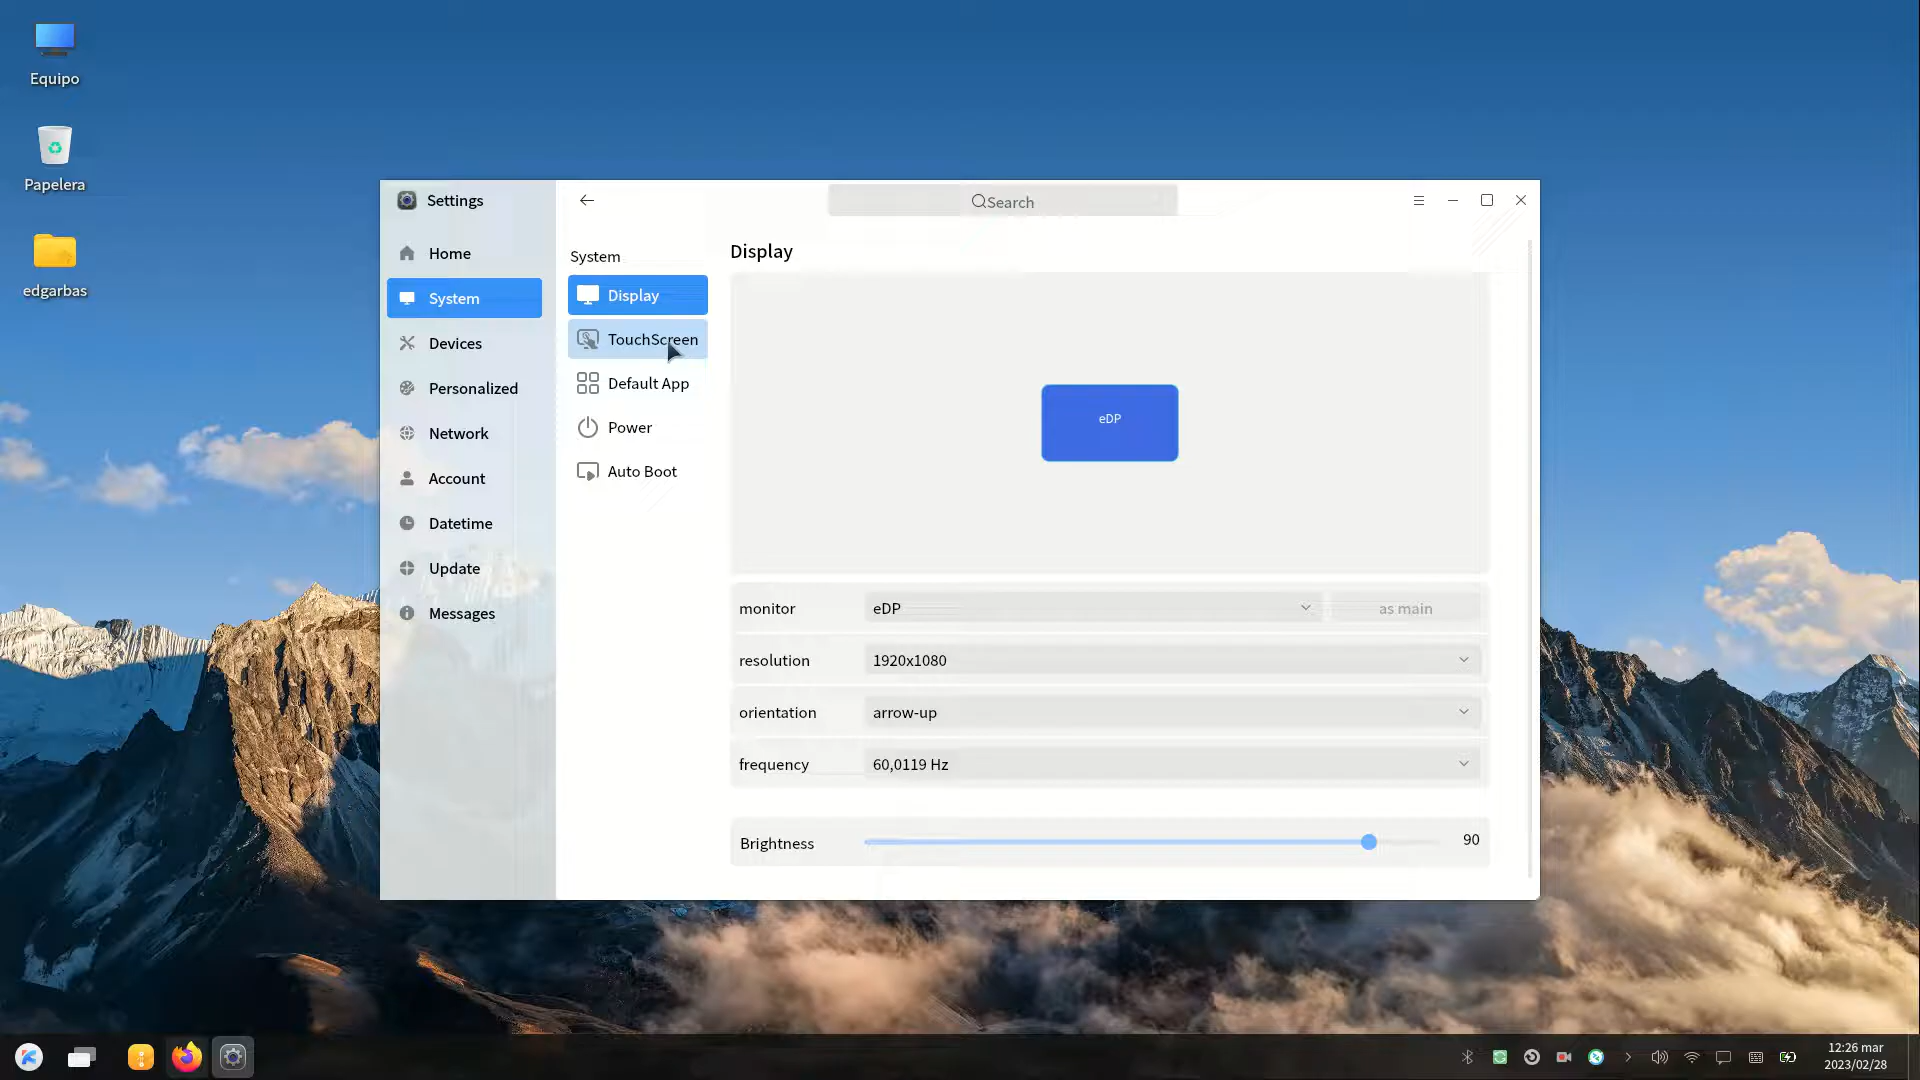 Equipo
Papelera
edgarbas
Settings
Search
Home
System
Devices
Personalized
Network
Account
Datetime
Update
Messages
System
Display
TouchScreen
Default App
Power
Auto Boot
Display
eDP
monitor eDP as main
resolution 1920x1080
orientation arrow-up
frequency 60,0119 Hz
Brightness 90
12:26 mar
2023/02/28